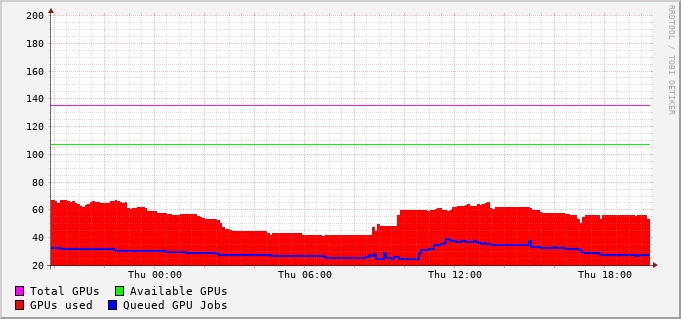 RRDTOOL / TOBI OETIKER
200
180
160
140
120
100
80
60
40
20
Thu 00:00 Thu 06:00 Thu 12:00 Thu 18:00
Total GPUs Available GPUs
GPUs used Queued GPU Jobs